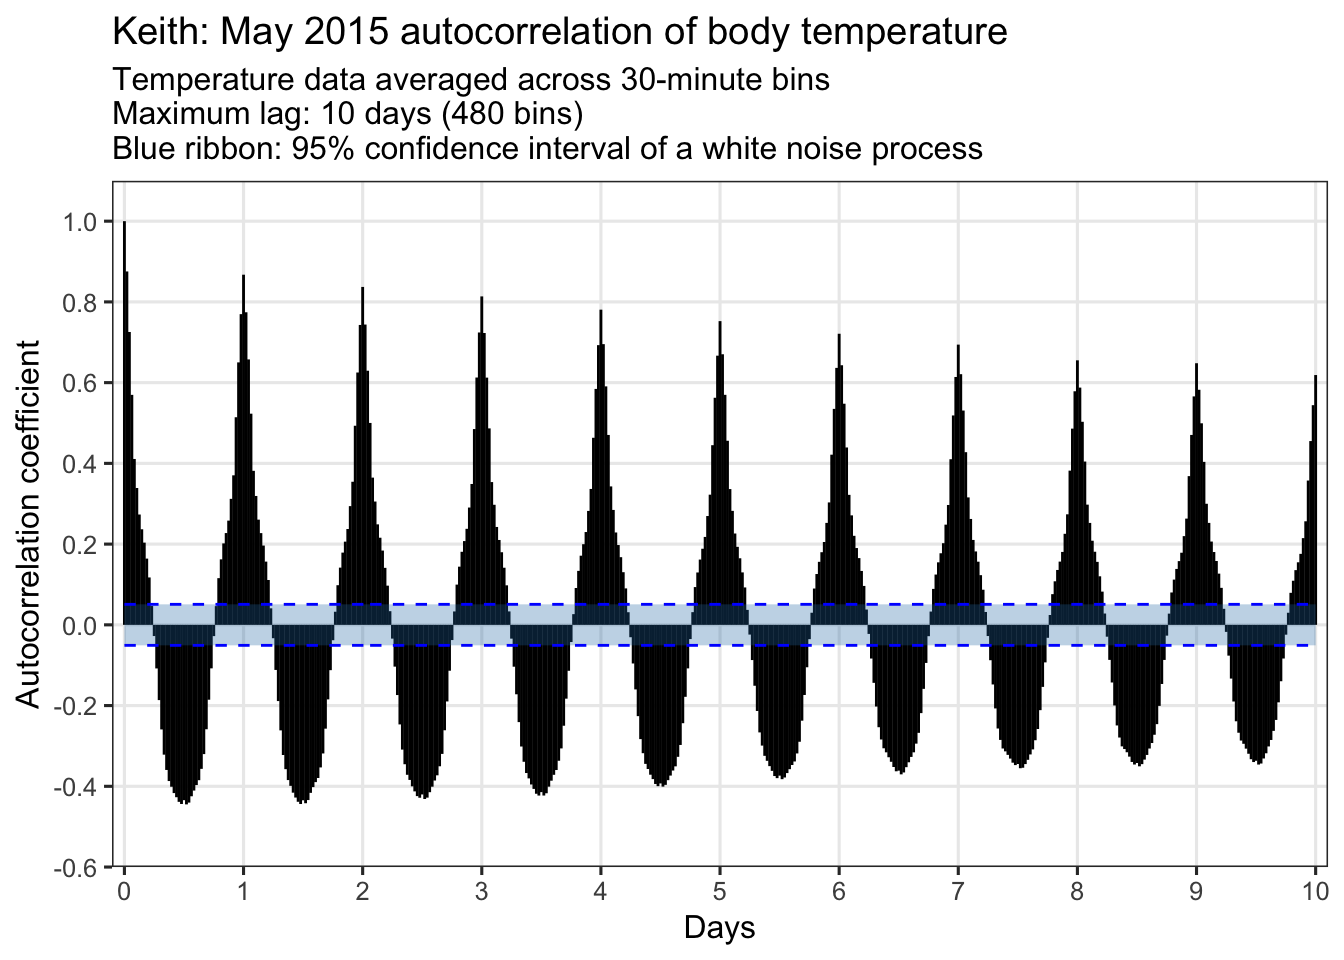 Keith: May 2015 autocorrelation of body temperature
Temperature data averaged across 30-minute bins
Maximum lag: 10 days (480 bins)
Blue ribbon: 95% confidence interval of a white noise process
Autocorrelation coefficient
1.0
0.8
0.6
0.4
0.2
0.0
-0.2
-0.4
-0.6
0 1 2 3 4 5 6 7 8 9 10
Days